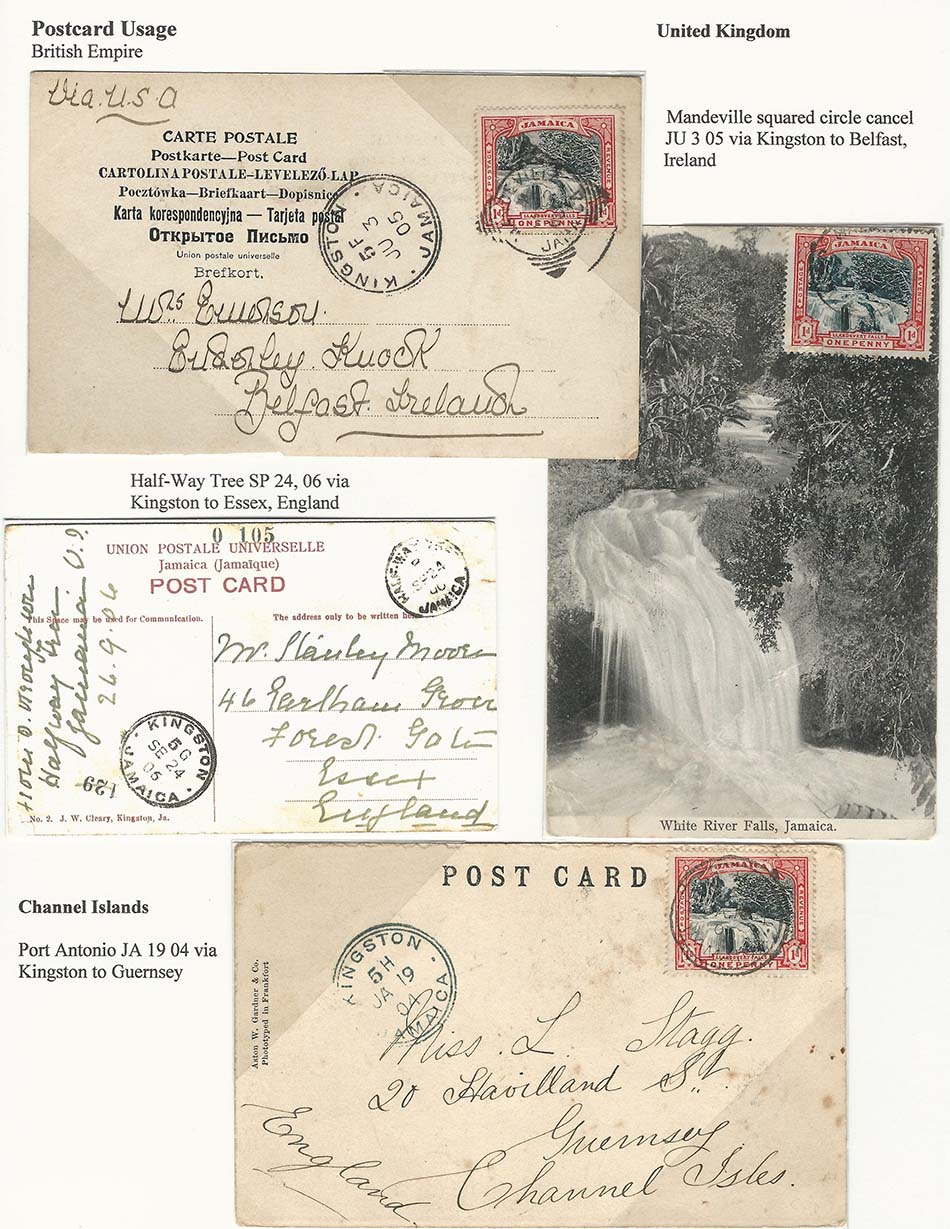 Postcard Usage
British Empire
United Kingdom
Mandeville squared circle cancel
JU 3 05 via Kingston to Belfast,
Ireland
Via. U.S.A
CARTE POSTALE
Postkarte—Post Card
CARTOLINA POSTALE-LEVELEZŐ-LAP
Pocztówka—Briefkaart—Dopisnice
Karta korespondencyjna — Tarjeta postal
Открытое Письмо
Union postale universelle
Brefkort.
KINGSTON JAMAICA
5F
JU 3
05
JAMAICA
POSTAGE
REVENUE
1d
LLANDOVERY FALLS
1d
ONE PENNY
JA
Mrs Emerson.
Knock
Belfast. Ireland
JAMAICA
POSTAGE
REVENUE
1d
LLANDOVERY FALLS
1d
ONE PENNY
White River Falls, Jamaica.
Half-Way Tree SP 24, 06 via
Kingston to Essex, England
0 105
UNION POSTALE UNIVERSELLE
Jamaica (Jamaïque)
POST CARD
This Space may be used for Communication.
The address only to be written here
HALF-WAY-TREE
24
JAMAICA
Halfway Tree
Jamaica
26.9.06
Mr. Stanley Moore
46 Earlham Grove
Forest Gate
Essex
England
KINGSTON
5G
SE 24
06
JAMAICA
129
No. 2. J. W. Cleary, Kingston, Ja.
Channel Islands
Port Antonio JA 19 04 via
Kingston to Guernsey
POST CARD
JAMAICA
POSTAGE
REVENUE
1d
LLANDOVERY FALLS
1d
ONE PENNY
KINGSTON
5H
JA 19
04
JAMAICA
Aston W. Gardner & Co.
Phototyped in Frankfort
Miss. L. Stagg.
20 Havilland St.
Guernsey
Channel Isles.
England